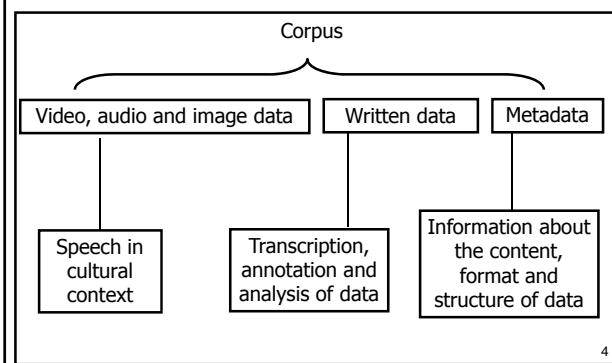 Corpus
Video, audio and image data
Written data
Metadata
Speech in
cultural
context
Transcription,
annotation and
analysis of data
Information about
the content,
format and
structure of data
4